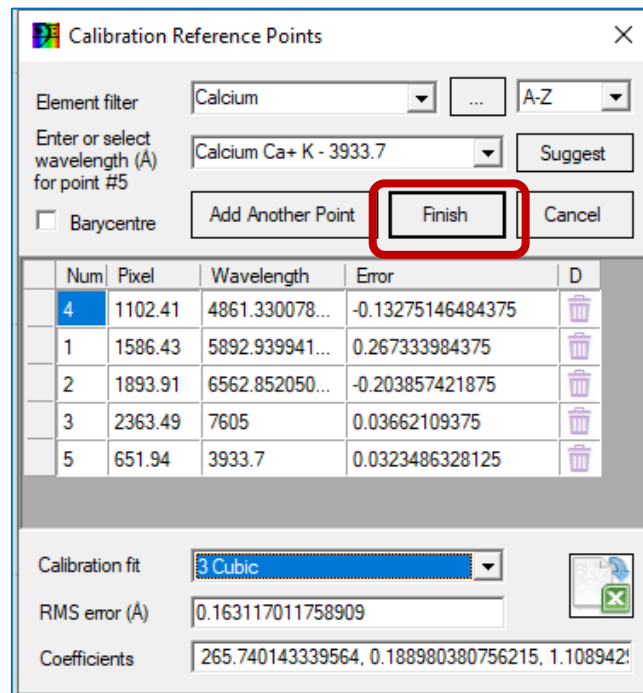 Calibration Reference Points
Element filter Calcium ... A-Z
Enter or select
wavelength (Å) Calcium Ca+ K - 3933.7 Suggest
for point #5
Barycentre Add Another Point Finish Cancel
Num Pixel Wavelength Error D
4 1102.41 4861.330078... -0.13275146484375
1 1586.43 5892.939941... 0.267333984375
2 1893.91 6562.852050... -0.203857421875
3 2363.49 7605 0.03662109375
5 651.94 3933.7 0.0323486328125
Calibration fit 3 Cubic
RMS error (Å) 0.163117011758909
Coefficients 265.740143339564, 0.188980380756215, 1.108942